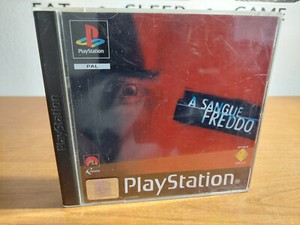 EAT SLEEP GAME
PlayStation
PAL
A SANGUE
FREDDO
PlayStation
PlayStation